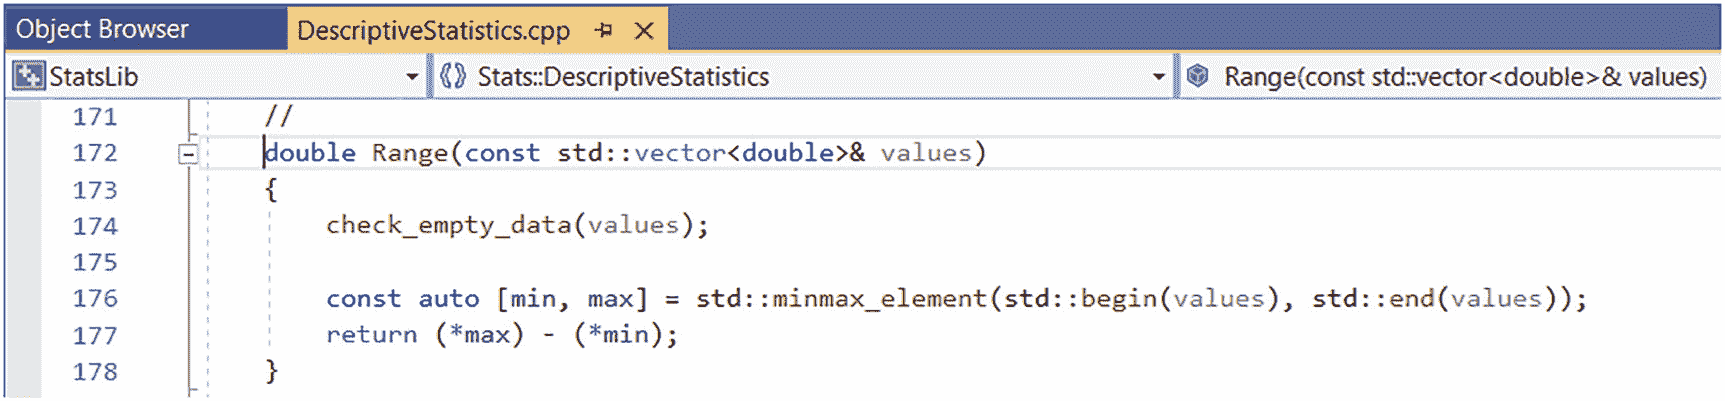 Object Browser DescriptiveStatistics.cpp
StatsLib {} Stats::DescriptiveStatistics Range(const std::vector<double>& values)
171 //
172 double Range(const std::vector<double>& values)
173 {
174 check_empty_data(values);
175
176 const auto [min, max] = std::minmax_element(std::begin(values), std::end(values));
177 return (*max) - (*min);
178 }